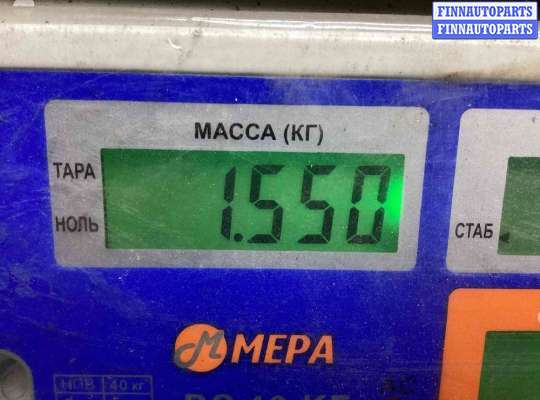 FINNAUTOPARTS
FINNAUTOPARTS
МАССА (КГ)
ТАРА
1.550
НОЛЬ
СТАБ
МЕРА
НПВ 40 кг